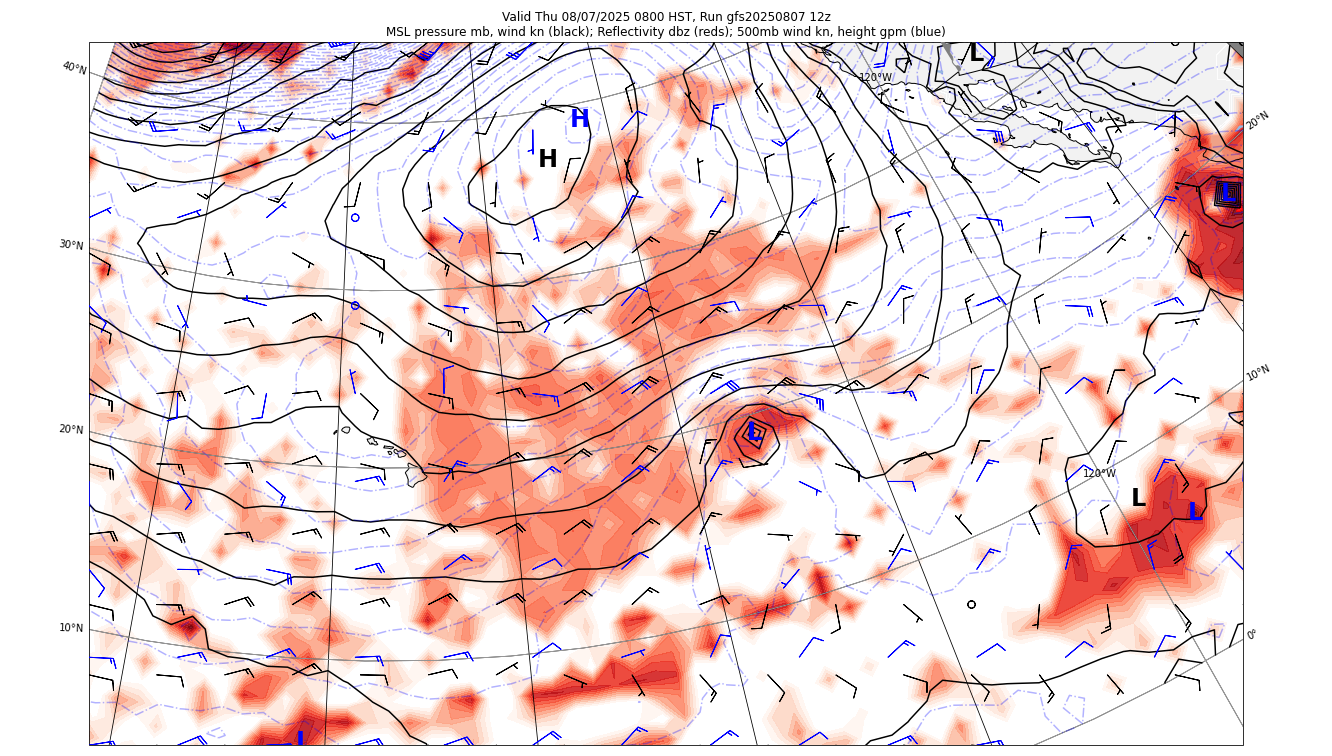 Valid Thu 08/07/2025 0800 HST, Run gfs20250807 12z
MSL pressure mb, wind kn (black); Reflectivity dbz (reds); 500mb wind kn, height gpm (blue)
L
40°N
120°W
H
20°N
H
L
30°N
10°N
20°N
L
120°W
L
L
10°N
0°
L